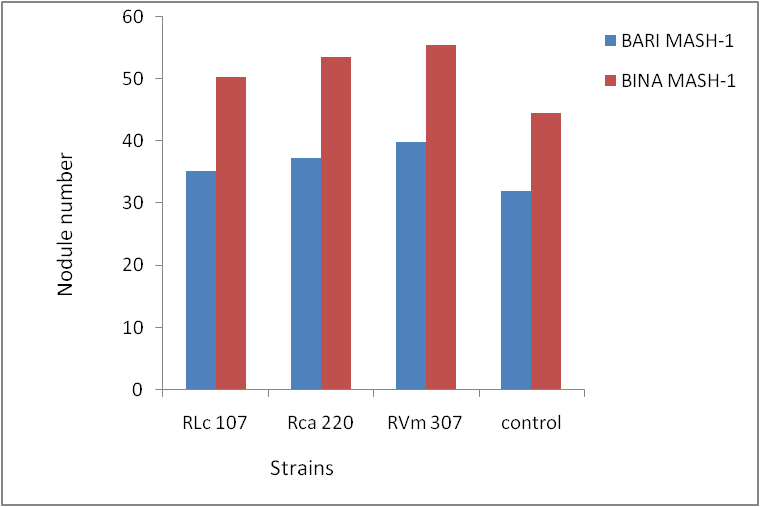 60
50
40
30
20
10
0
Nodule number
RLc 107 Rca 220 RVm 307 control
Strains
BARI MASH-1
BINA MASH-1